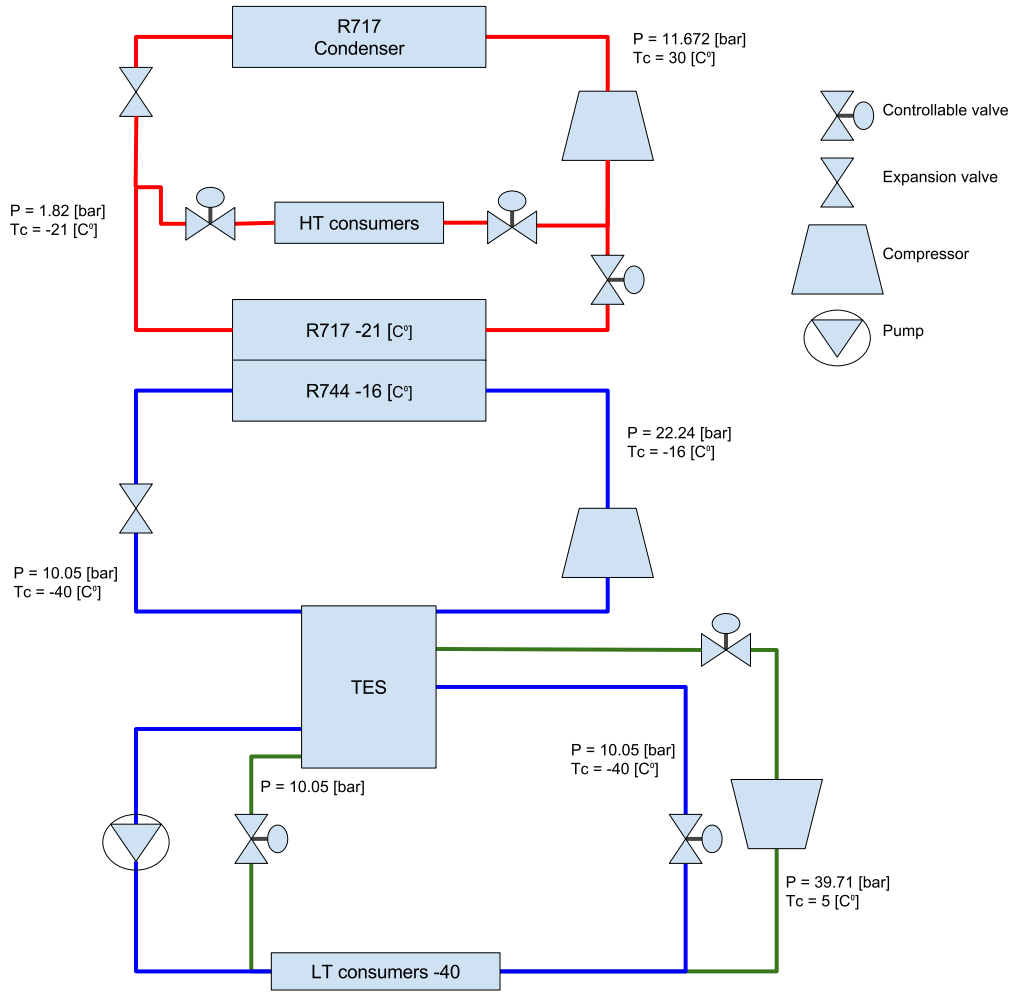 R717
Condenser
P = 11.672 [bar]
Tc = 30 [C⁰]
Controllable valve
Expansion valve
P = 1.82 [bar]
Tc = -21 [C⁰]
HT consumers
Compressor
R717 -21 [C⁰]
Pump
R744 -16 [C⁰]
P = 22.24 [bar]
Tc = -16 [C⁰]
P = 10.05 [bar]
Tc = -40 [C⁰]
TES
P = 10.05 [bar]
Tc = -40 [C⁰]
P = 10.05 [bar]
P = 39.71 [bar]
Tc = 5 [C⁰]
LT consumers -40